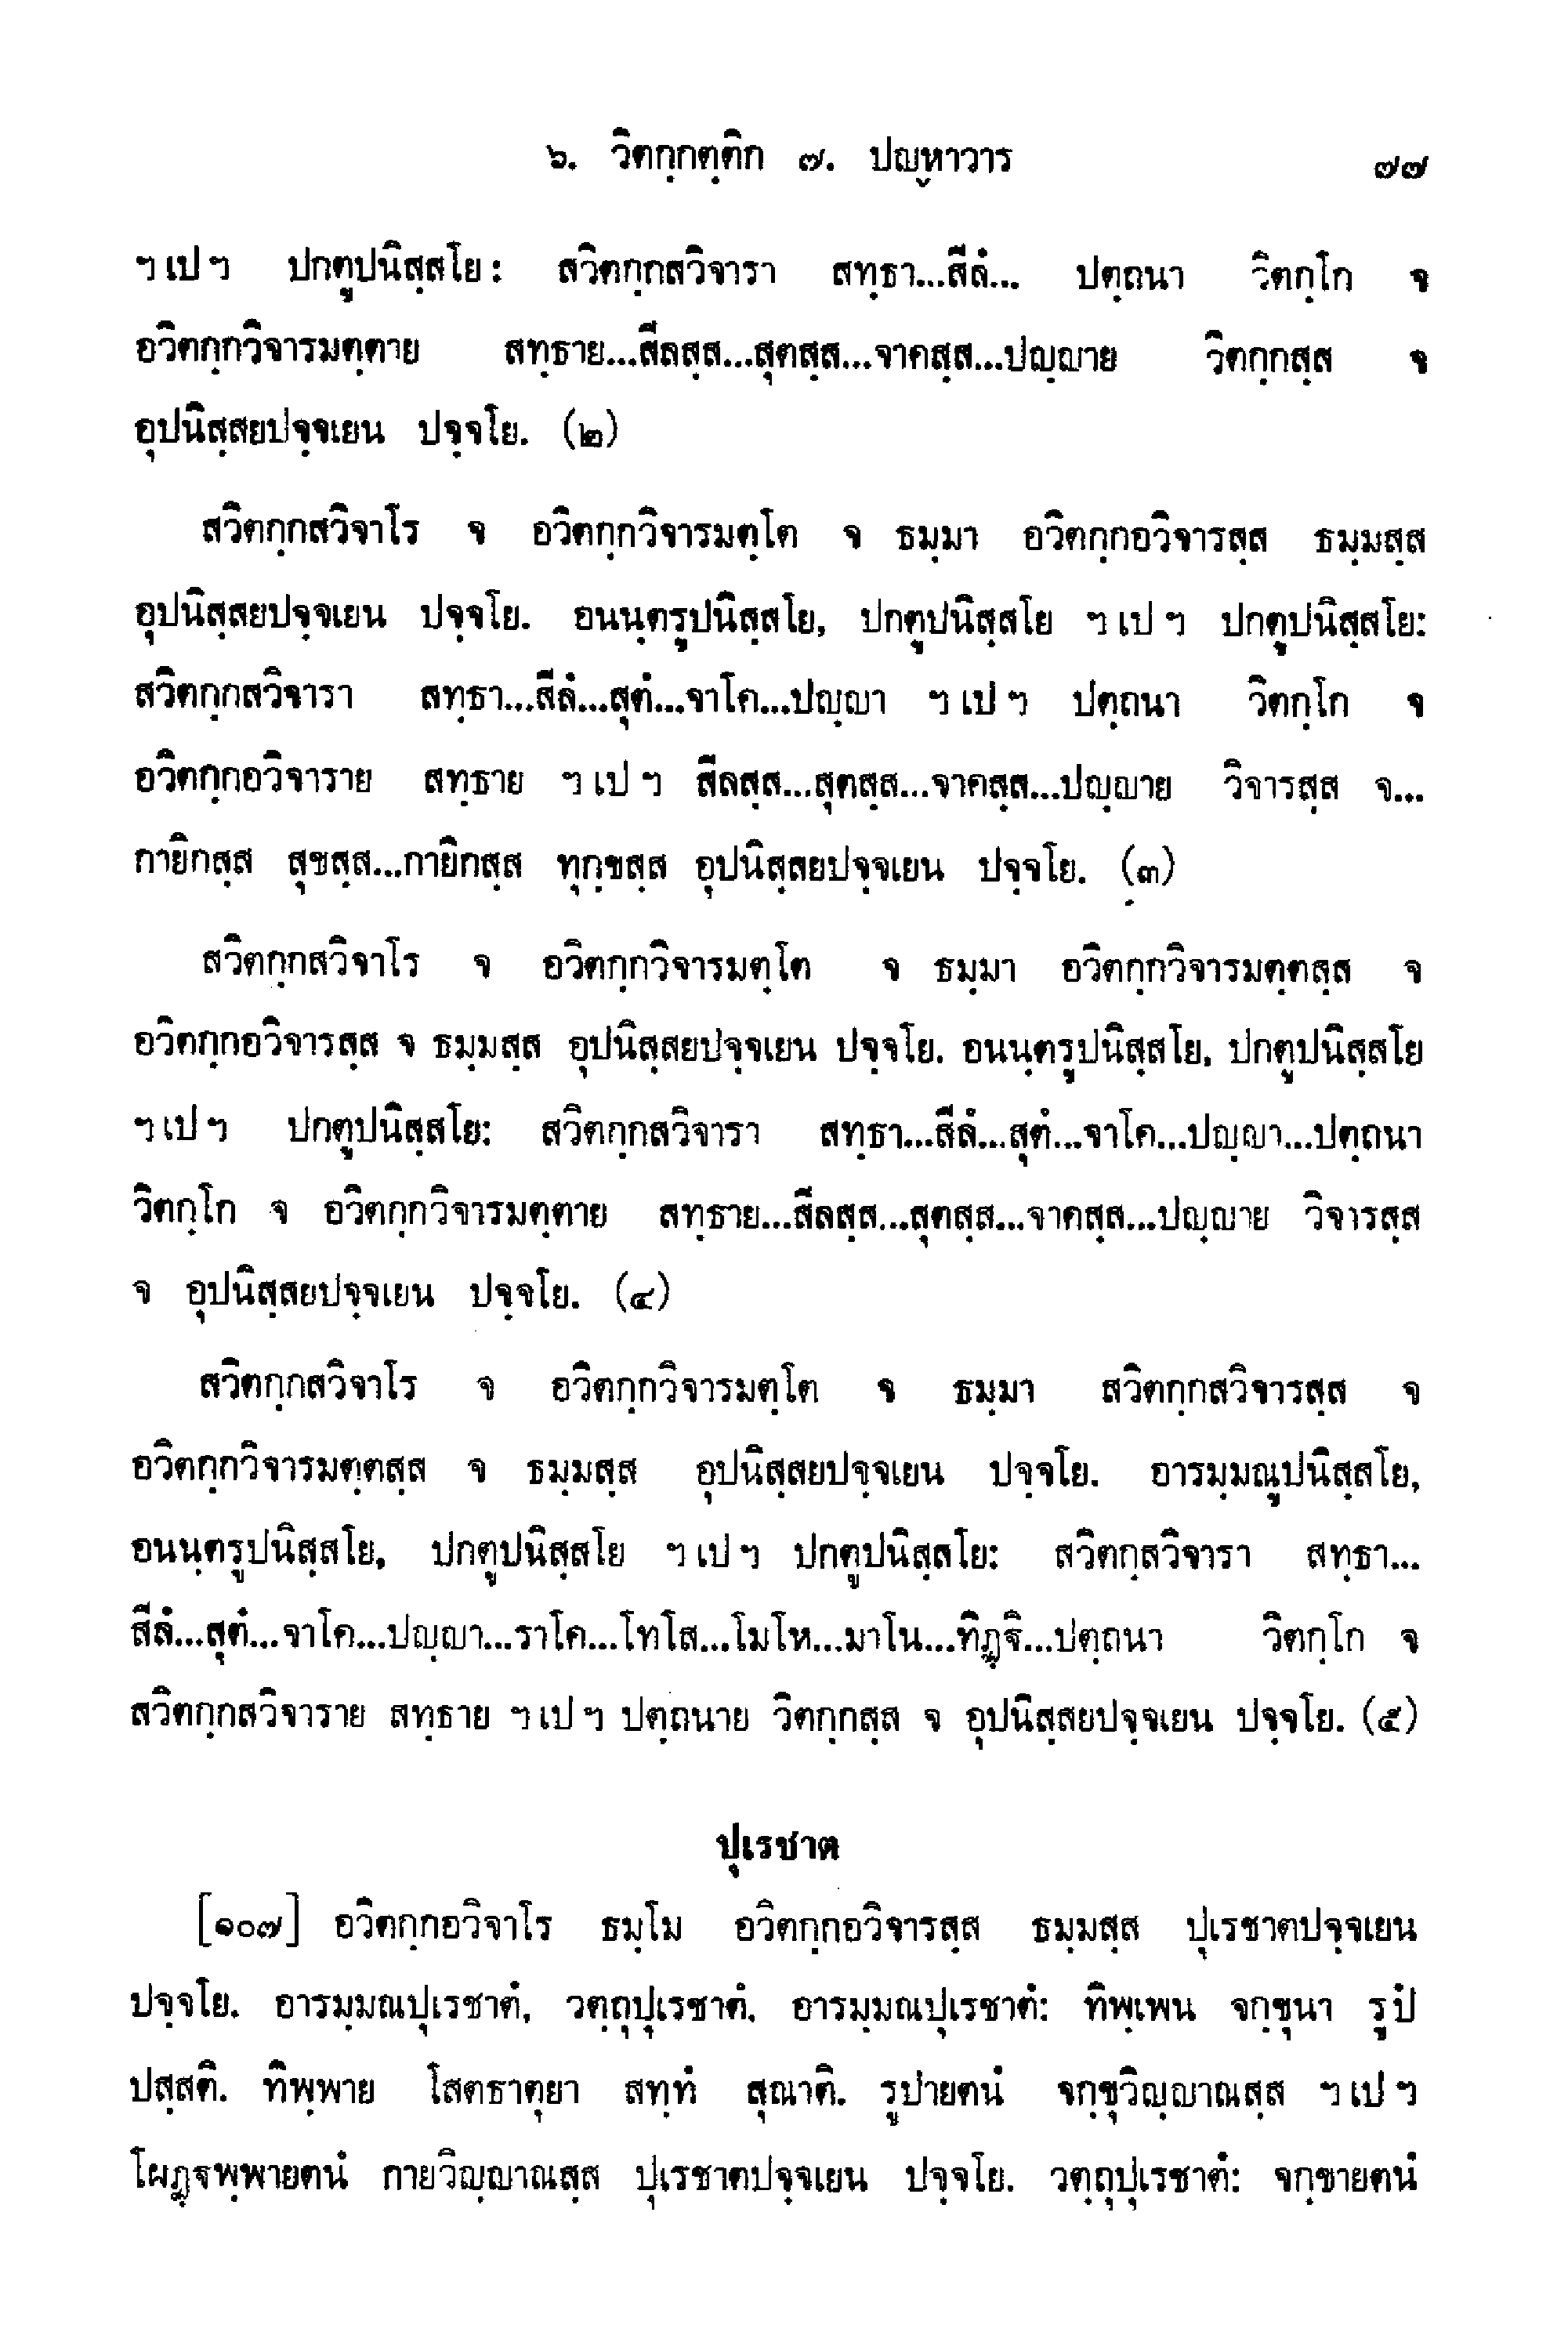 ๖. วิตกฺกตฺติก ๗. ปญฺหาวาร ๗๗
ฯ เป ฯ ปกตูปนิสฺสโย: สวิตกฺกสวิจารา สทฺธา...สีลํ... ปตฺถนา วิตกฺโก จ
อวิตกฺกวิจารมตฺตาย สทฺธาย...สีลสฺส...สุตสฺส...จาคสฺส...ปญฺญาย วิตกฺกสฺส จ
อุปนิสฺสยปจฺจเยน ปจฺจโย. (๒)
สวิตกฺกสวิจาโร จ อวิตกฺกวิจารมตฺโต จ ธมฺมา อวิตกฺกอวิจารสฺส ธมฺมสฺส
อุปนิสฺสยปจฺจเยน ปจฺจโย. อนนฺตรูปนิสฺสโย, ปกตูปนิสฺสโย ฯ เป ฯ ปกตูปนิสฺสโย:
สวิตกฺกสวิจารา สทฺธา...สีลํ...สุตํ...จาโค...ปญฺญา ฯ เป ฯ ปตฺถนา วิตกฺโก จ
อวิตกฺกอวิจาราย สทฺธาย ฯ เป ฯ สีลสฺส...สุตสฺส...จาคสฺส...ปญฺญาย วิจารสฺส จ...
กายิกสฺส สุขสฺส...กายิกสฺส ทุกฺขสฺส อุปนิสฺสยปจฺจเยน ปจฺจโย. (๓)
สวิตกฺกสวิจาโร จ อวิตกฺกวิจารมตฺโต จ ธมฺมา อวิตกฺกวิจารมตฺตสฺส จ
อวิตกฺกอวิจารสฺส จ ธมฺมสฺส อุปนิสฺสยปจฺจเยน ปจฺจโย. อนนฺตรูปนิสฺสโย, ปกตูปนิสฺสโย
ฯ เป ฯ ปกตูปนิสฺสโย: สวิตกฺกสวิจารา สทฺธา...สีลํ...สุตํ...จาโค...ปญฺญา...ปตฺถนา
วิตกฺโก จ อวิตกฺกวิจารมตฺตาย สทฺธาย...สีลสฺส...สุตสฺส...จาคสฺส...ปญฺญาย วิจารสฺส
จ อุปนิสฺสยปจฺจเยน ปจฺจโย. (๔)
สวิตกฺกสวิจาโร จ อวิตกฺกวิจารมตฺโต จ ธมฺมา สวิตกฺกสวิจารสฺส จ
อวิตกฺกวิจารมตฺตสฺส จ ธมฺมสฺส อุปนิสฺสยปจฺจเยน ปจฺจโย. อารมฺมณูปนิสฺสโย,
อนนฺตรูปนิสฺสโย, ปกตูปนิสฺสโย ฯ เป ฯ ปกตูปนิสฺสโย: สวิตกฺสวิจารา สทฺธา...
สีลํ...สุตํ...จาโค...ปญฺญา...ราโค...โทโส...โมโห...มาโน...ทิฏฺฐิ...ปตฺถนา วิตกฺโก จ
สวิตกฺกสวิจาราย สทฺธาย ฯ เป ฯ ปตฺถนาย วิตกฺกสฺส จ อุปนิสฺสยปจฺจเยน ปจฺจโย. (๕)
ปุเรชาต
[๑๐๗] อวิตกฺกอวิจาโร ธมฺโม อวิตกฺกอวิจารสฺส ธมฺมสฺส ปุเรชาตปจฺจเยน
ปจฺจโย. อารมฺมณปุเรชาตํ, วตฺถุปุเรชาตํ. อารมฺมณปุเรชาตํ: ทิพฺเพน จกฺขุนา รูปํ
ปสฺสติ. ทิพฺพาย โสตธาตุยา สทฺทํ สุณาติ. รูปายตนํ จกฺขุวิญฺญาณสฺส ฯ เป ฯ
โผฏฺฐพฺพายตนํ กายวิญฺญาณสฺส ปุเรชาตปจฺจเยน ปจฺจโย. วตฺถุปุเรชาตํ: จกฺขายตนํ